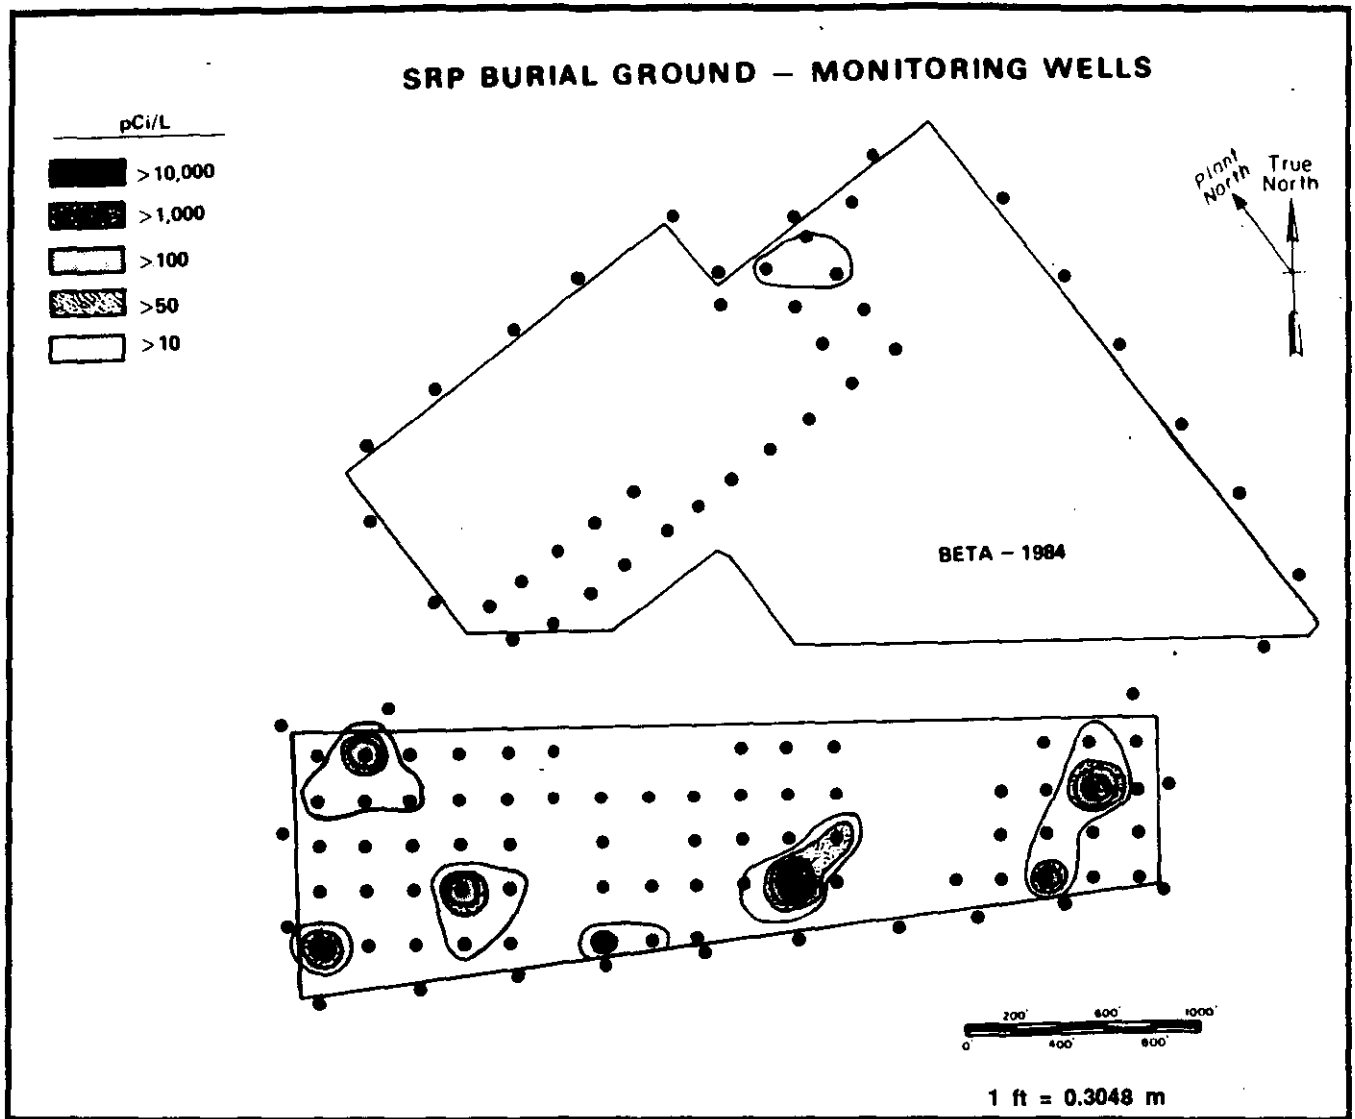 SRP BURIAL GROUND – MONITORING WELLS
pCi/L
>10,000
>1,000
>100
>50
>10
Plant
North
True
North
BETA – 1984
200'
600'
1000'
0'
400'
800'
1 ft = 0.3048 m